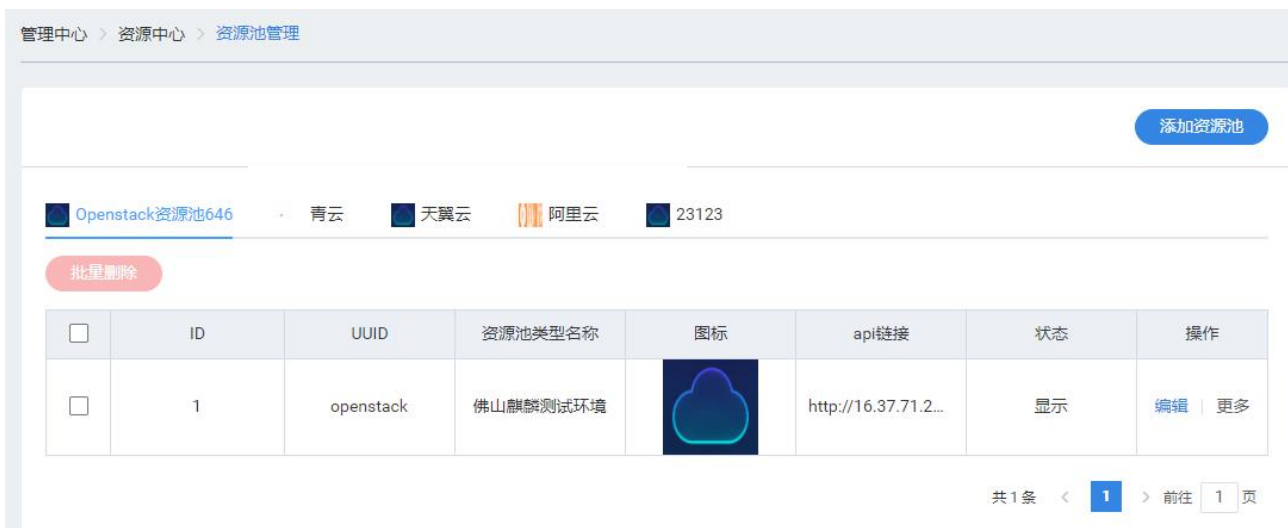 管理中心 > 资源中心 > 资源池管理
添加资源池
Openstack资源池646 青云 天翼云 阿里云 23123
批量删除
ID UUID 资源池类型名称 图标 api链接 状态 操作
1 openstack 佛山麒麟测试环境 http://16.37.71.2... 显示 编辑 更多
共1条 < 1 > 前往 1 页